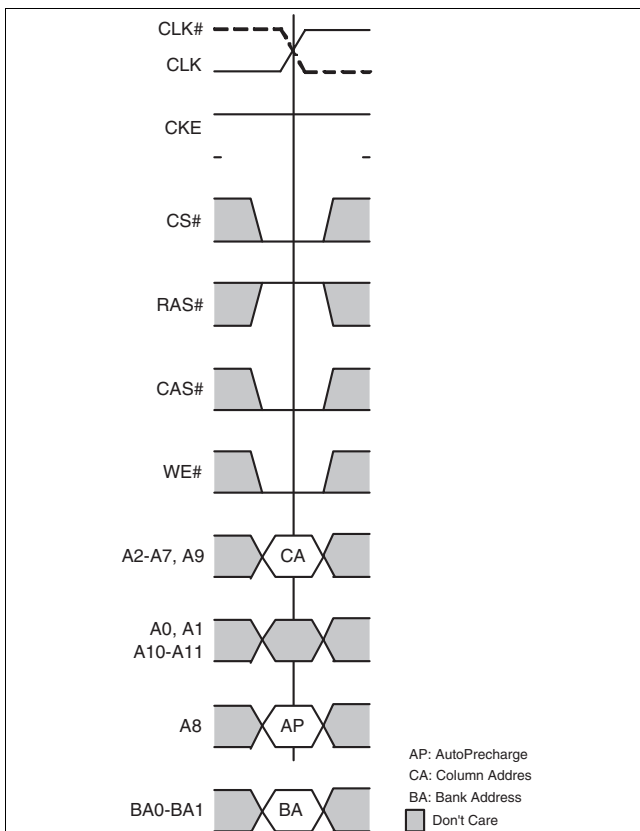 CLK#
CLK
CKE
CS#
RAS#
CAS#
WE#
A2-A7, A9
CA
A0, A1
A10-A11
A8
AP
BA0-BA1
BA
AP: AutoPrecharge
CA: Column Addres
BA: Bank Address
Don't Care